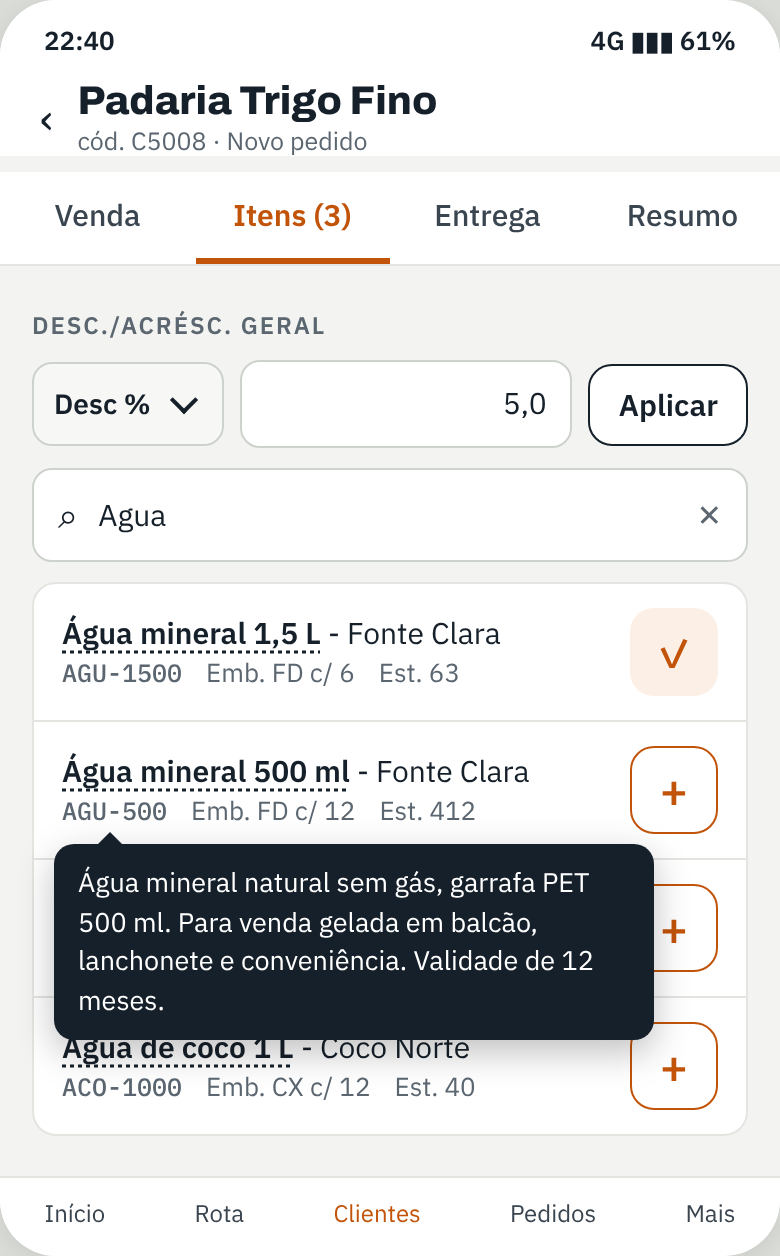 22:40 4G 61%
‹ Padaria Trigo Fino
cód. C5008 · Novo pedido
Venda Itens (3) Entrega Resumo
DESC./ACRÉSC. GERAL
Desc % 5,0 Aplicar
Agua ✕
Água mineral 1,5 L - Fonte Clara
AGU-1500 Emb. FD c/ 6 Est. 63
✓
Água mineral 500 ml - Fonte Clara
AGU-500 Emb. FD c/ 12 Est. 412
+
Água mineral natural sem gás, garrafa PET
500 ml. Para venda gelada em balcão,
lanchonete e conveniência. Validade de 12
meses.
+
Água de coco 1 L - Coco Norte
ACO-1000 Emb. CX c/ 12 Est. 40
+
Início Rota Clientes Pedidos Mais